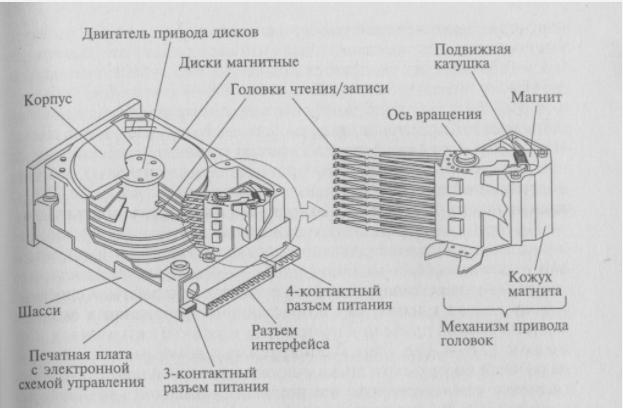 Двигатель привода дисков
Диски магнитные
Головки чтения/записи
Корпус
Подвижная
катушка
Магнит
Ось вращения
Шасси
Печатная плата
с электронной
схемой управления
3-контактный
разъем питания
Разъем
интерфейса
4-контактный
разъем питания
Кожух
магнита
Механизм привода
головок